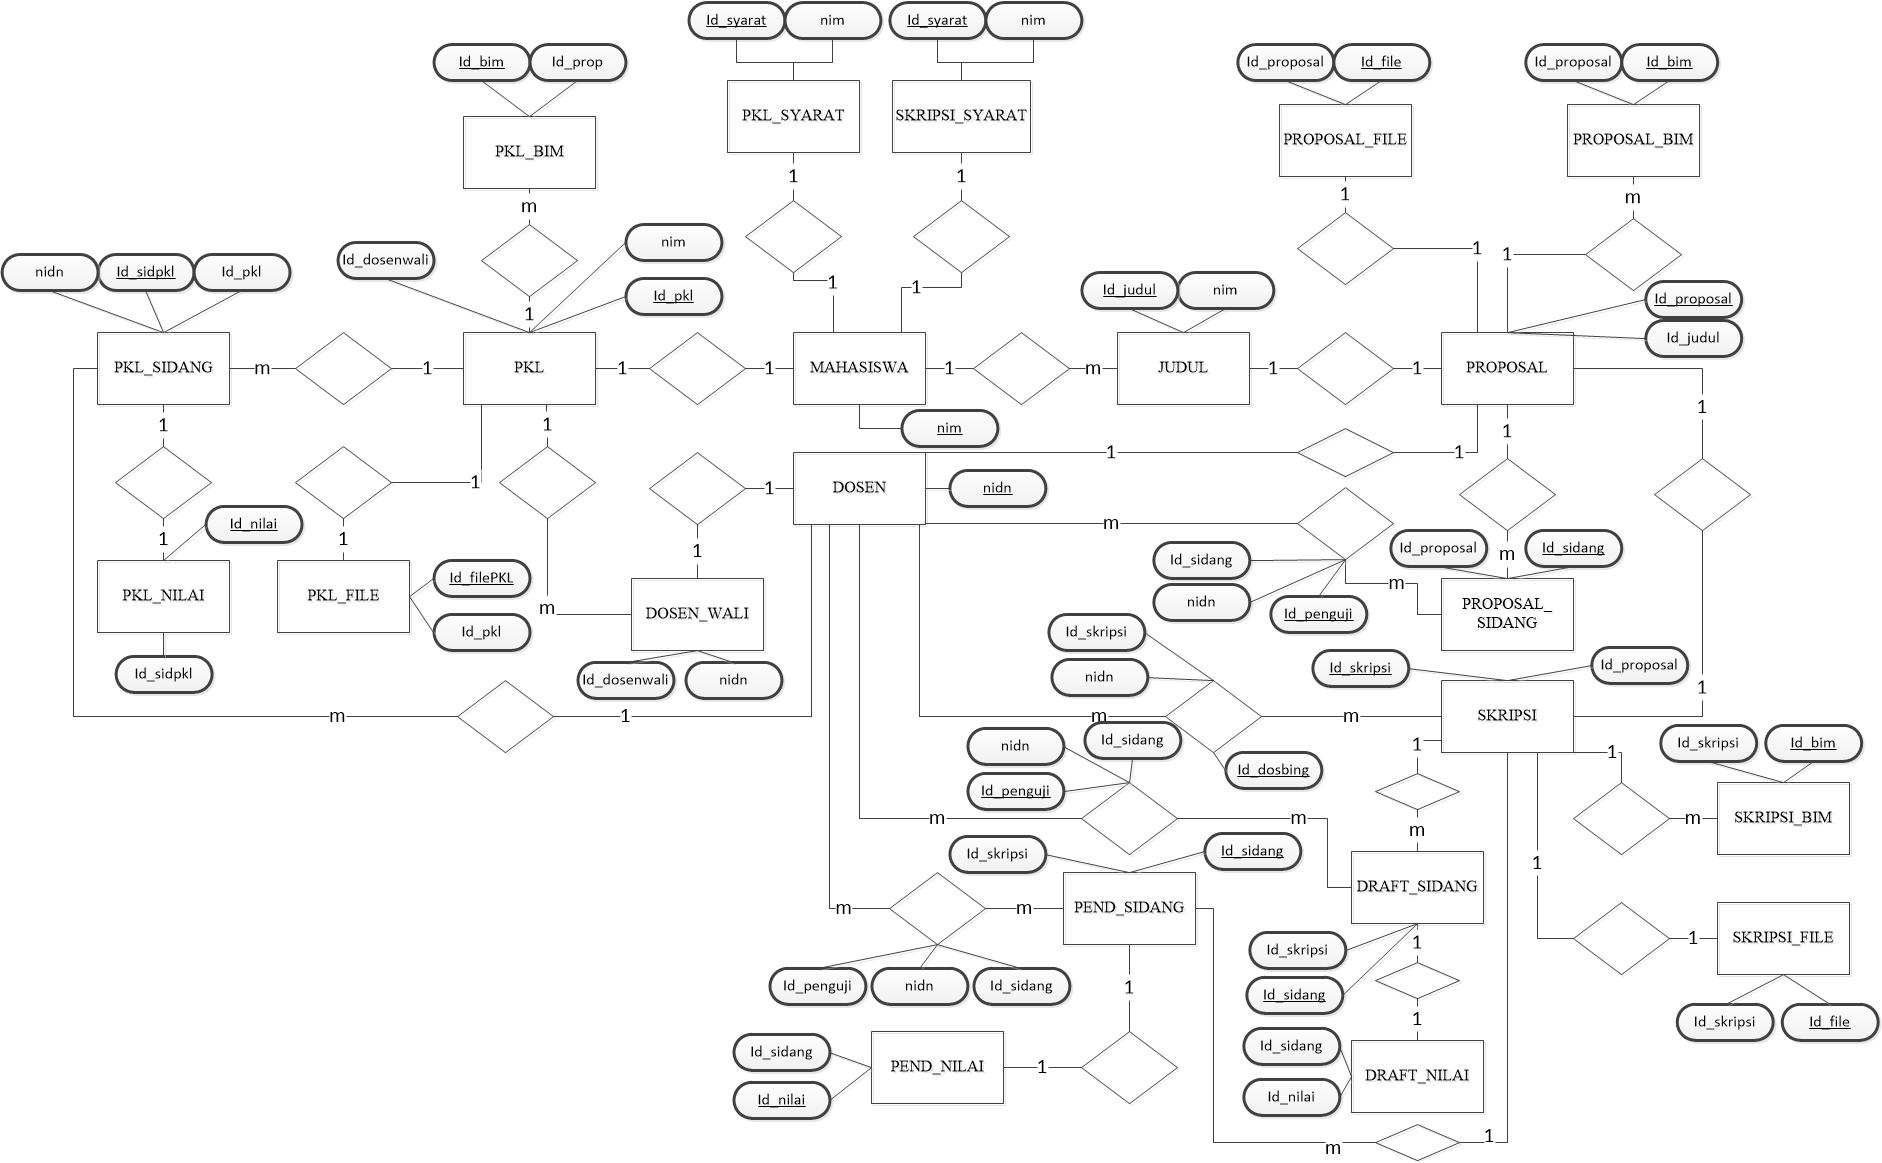 Id_syarat
nim
Id_syarat
nim
Id_bim
Id_prop
Id_proposal
Id_file
Id_proposal
Id_bim
PKL_SYARAT
SKRIPSI_SYARAT
PROPOSAL_FILE
PROPOSAL_BIM
PKL_BIM
1
1
1
m
m
nim
Id_dosenwali
nidn
Id_sidpkl
Id_pkl
1
1
1
1
Id_pkl
Id_judul
nim
Id_proposal
Id_judul
1
PKL_SIDANG
m
1
PKL
1
1
MAHASISWA
1
m
JUDUL
1
1
PROPOSAL
1
1
1
nim
1
1
1
1
1
DOSEN
nidn
1
m
Id_nilai
1
1
1
m
Id_sidang
Id_proposal
Id_sidang
m
PKL_NILAI
PKL_FILE
Id_filePKL
Id_pkl
m
DOSEN_WALI
nidn
Id_penguji
m
PROPOSAL_
SIDANG
Id_sidpkl
Id_dosenwali
nidn
Id_skripsi
nidn
Id_skripsi
Id_proposal
1
m
1
m
m
SKRIPSI
nidn
Id_sidang
Id_penguji
Id_dosbing
1
1
Id_skripsi
Id_bim
m
m
m
m
SKRIPSI_BIM
1
Id_skripsi
Id_sidang
DRAFT_SIDANG
m
m
PEND_SIDANG
1
SKRIPSI_FILE
Id_skripsi
1
Id_penguji
nidn
Id_sidang
1
Id_sidang
1
Id_skripsi
Id_file
Id_sidang
Id_nilai
PEND_NILAI
1
Id_sidang
Id_nilai
DRAFT_NILAI
m
1